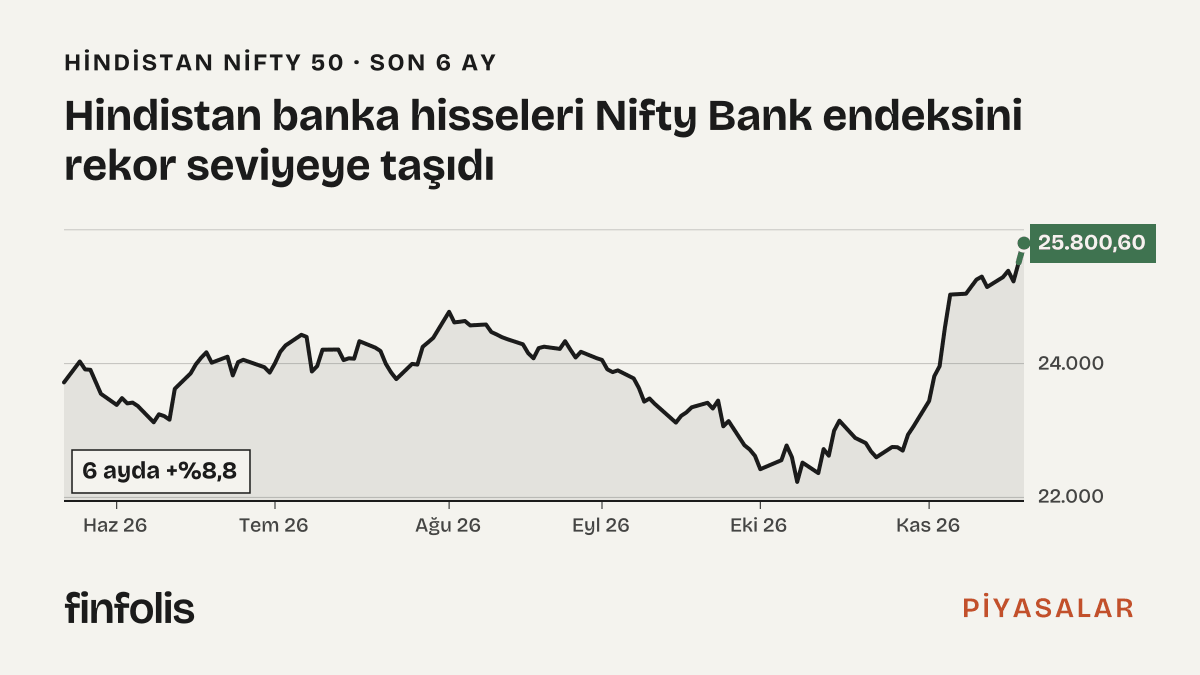 HİNDİSTAN NİFTY 50 · SON 6 AY
Hindistan banka hisseleri Nifty Bank endeksini
rekor seviyeye taşıdı
25.800,60
24.000
22.000
6 ayda +%8,8
Haz 26
Tem 26
Ağu 26
Eyl 26
Eki 26
Kas 26
finfolis
PİYASALAR